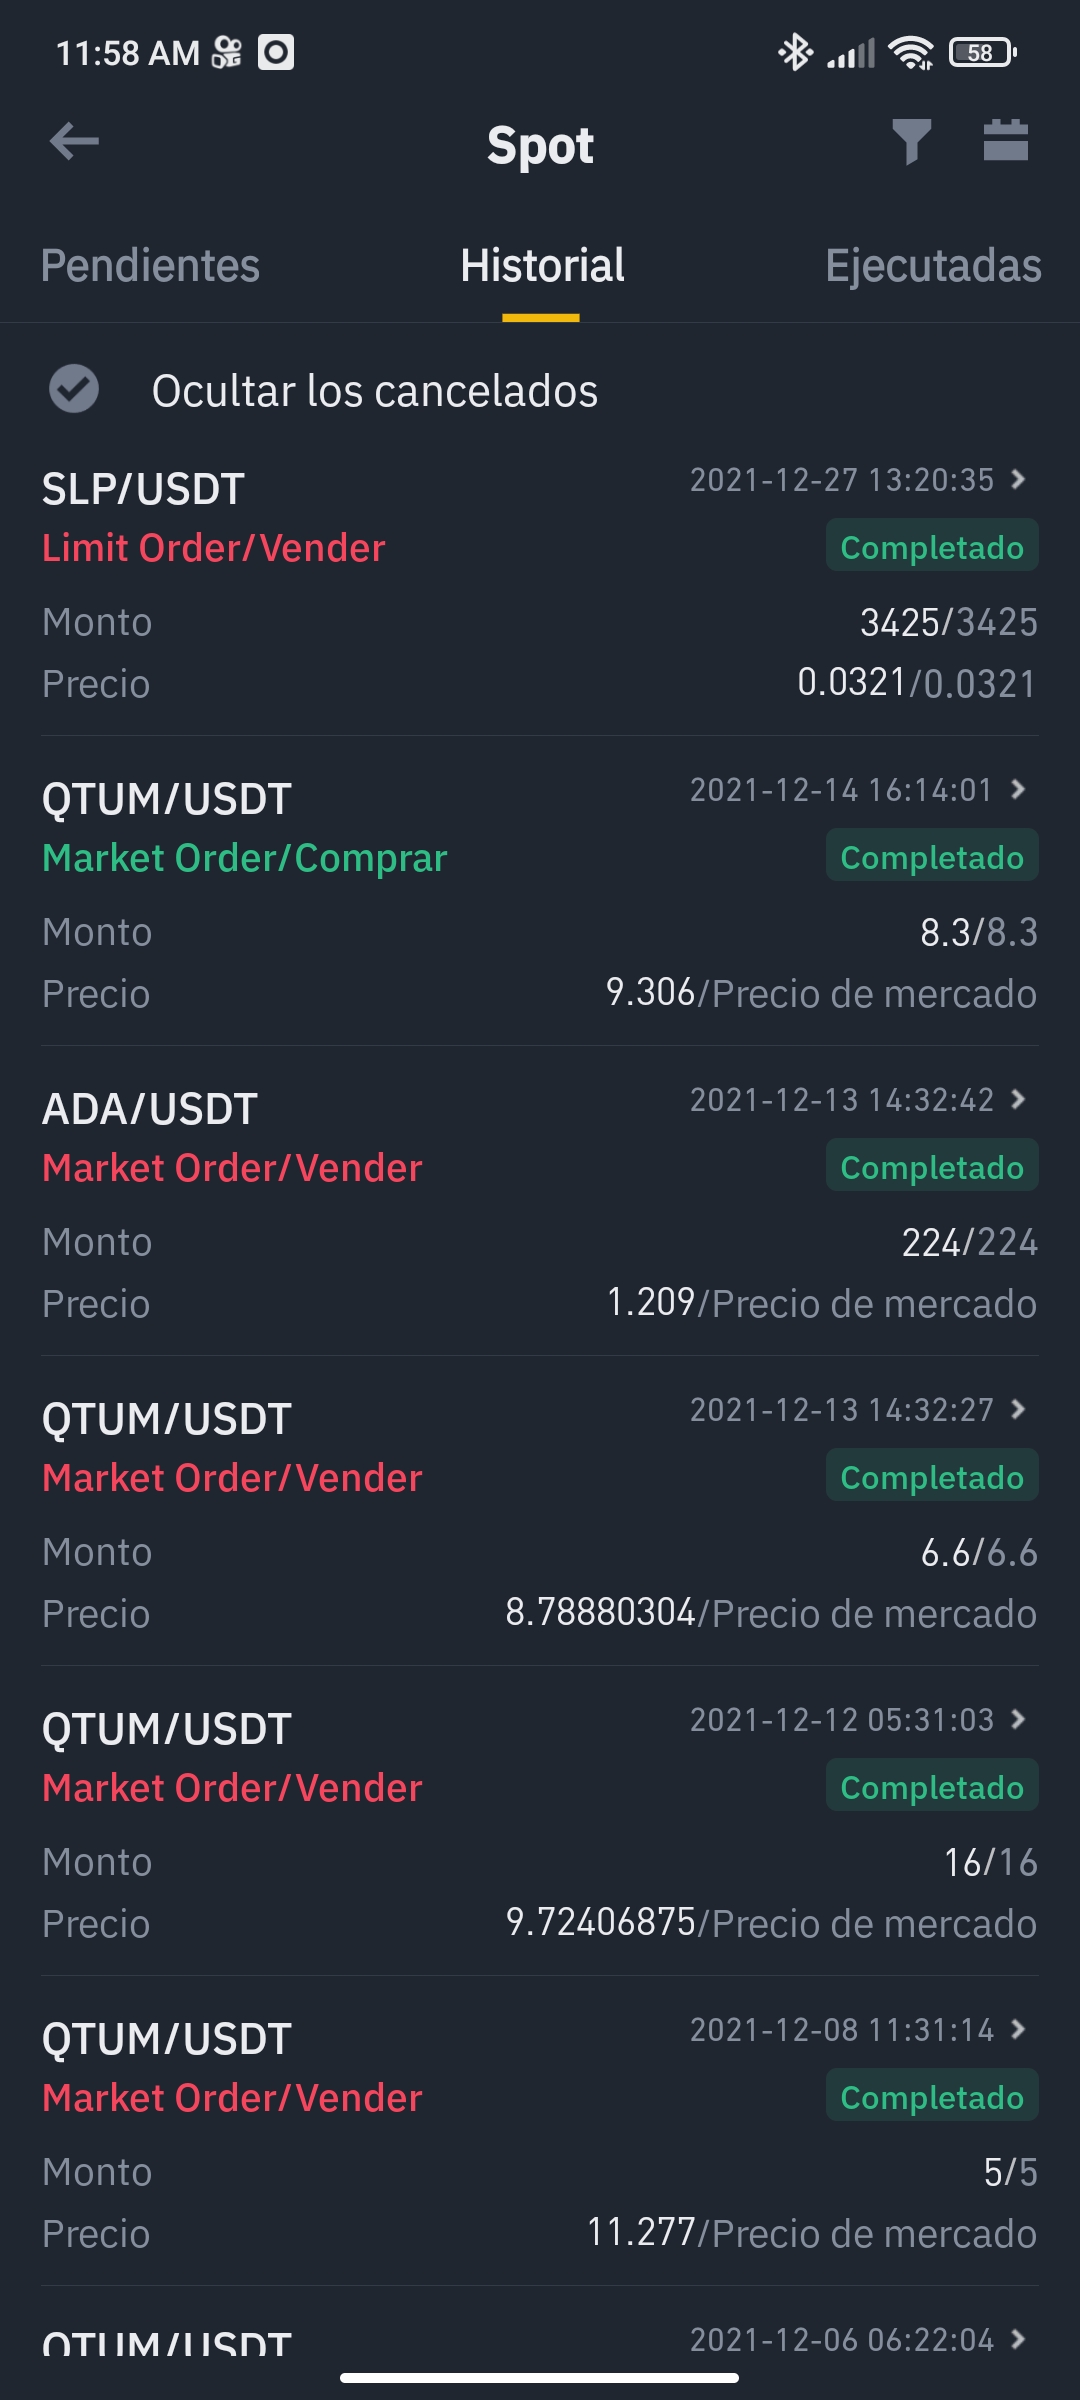 11:58 AM 58
Spot
Pendientes Historial Ejecutadas
Ocultar los cancelados
SLP/USDT 2021-12-27 13:20:35
Limit Order/Vender Completado
Monto 3425/3425
Precio 0.0321/0.0321
QTUM/USDT 2021-12-14 16:14:01
Market Order/Comprar Completado
Monto 8.3/8.3
Precio 9.306/Precio de mercado
ADA/USDT 2021-12-13 14:32:42
Market Order/Vender Completado
Monto 224/224
Precio 1.209/Precio de mercado
QTUM/USDT 2021-12-13 14:32:27
Market Order/Vender Completado
Monto 6.6/6.6
Precio 8.78880304/Precio de mercado
QTUM/USDT 2021-12-12 05:31:03
Market Order/Vender Completado
Monto 16/16
Precio 9.72406875/Precio de mercado
QTUM/USDT 2021-12-08 11:31:14
Market Order/Vender Completado
Monto 5/5
Precio 11.277/Precio de mercado
QTUM/USDT 2021-12-06 06:22:04